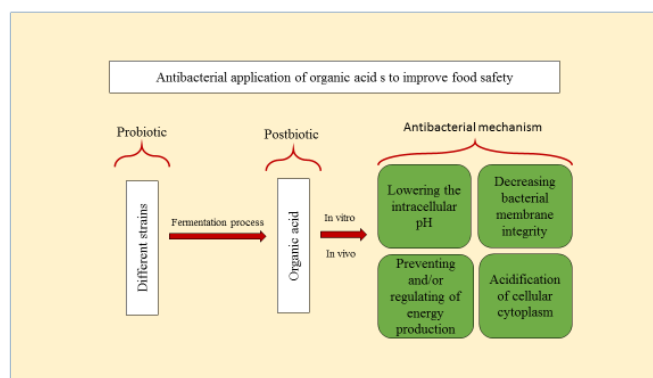 Antibacterial application of organic acid s to improve food safety
Probiotic
Different strains
Fermentation process
Postbiotic
Organic acid
In vitro
In vivo
Antibacterial mechanism
Lowering the
intracellular
pH
Decreasing
bacterial
membrane
integrity
Preventing
and/or
regulating of
energy
production
Acidification
of cellular
cytoplasm